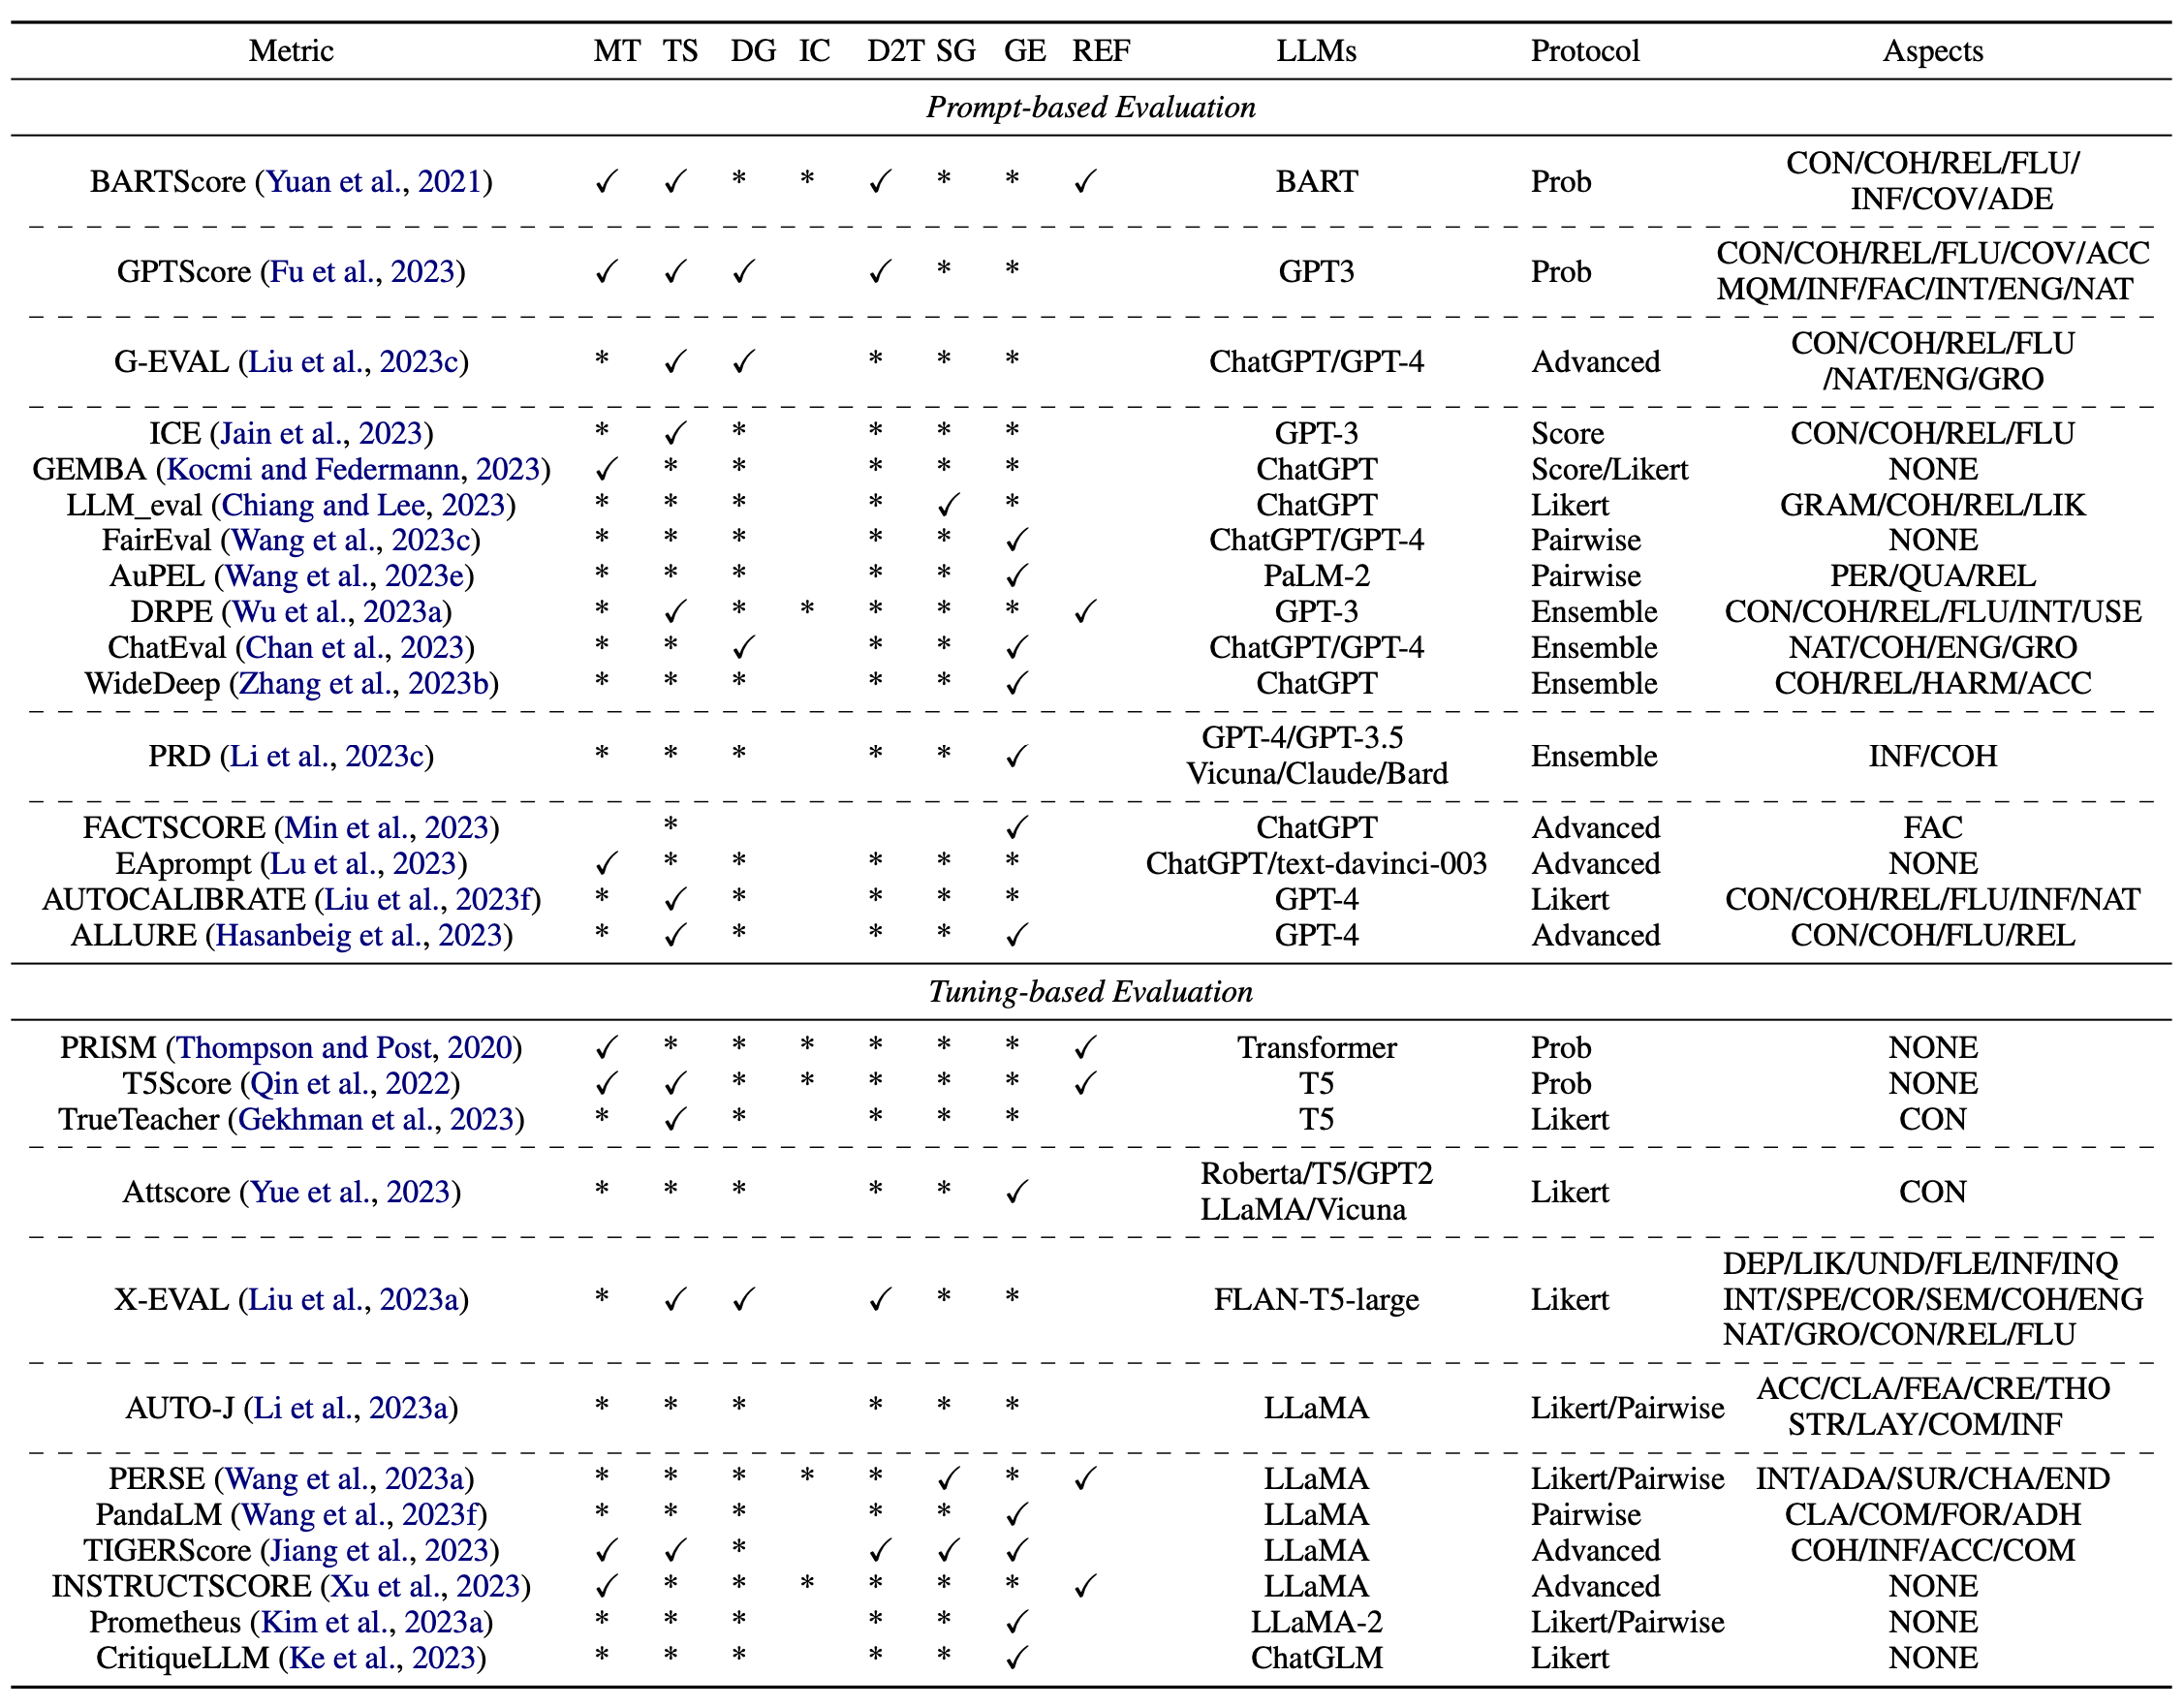 Metric MT TS DG IC D2T SG GE REF LLMs Protocol Aspects
Prompt-based Evaluation
BARTScore (Yuan et al., 2021) ✓ ✓ * * ✓ * * ✓ BART Prob CON/COH/REL/FLU/
INF/COV/ADE
GPTScore (Fu et al., 2023) ✓ ✓ ✓ ✓ * * GPT3 Prob CON/COH/REL/FLU/COV/ACC
MQM/INF/FAC/INT/ENG/NAT
G-EVAL (Liu et al., 2023c) * ✓ ✓ * * * ChatGPT/GPT-4 Advanced CON/COH/REL/FLU
/NAT/ENG/GRO
ICE (Jain et al., 2023) * ✓ * * * * GPT-3 Score CON/COH/REL/FLU
GEMBA (Kocmi and Federmann, 2023) ✓ * * * * * ChatGPT Score/Likert NONE
LLM_eval (Chiang and Lee, 2023) * * * * ✓ * ChatGPT Likert GRAM/COH/REL/LIK
FairEval (Wang et al., 2023c) * * * * * ✓ ChatGPT/GPT-4 Pairwise NONE
AuPEL (Wang et al., 2023e) * * * * * ✓ PaLM-2 Pairwise PER/QUA/REL
DRPE (Wu et al., 2023a) * ✓ * * * * * ✓ GPT-3 Ensemble CON/COH/REL/FLU/INT/USE
ChatEval (Chan et al., 2023) * * ✓ * * ✓ ChatGPT/GPT-4 Ensemble NAT/COH/ENG/GRO
WideDeep (Zhang et al., 2023b) * * * * * ✓ ChatGPT Ensemble COH/REL/HARM/ACC
PRD (Li et al., 2023c) * * * * * ✓ GPT-4/GPT-3.5 Ensemble INF/COH
Vicuna/Claude/Bard
FACTSCORE (Min et al., 2023) * ✓ ChatGPT Advanced FAC
EAprompt (Lu et al., 2023) ✓ * * * * * ChatGPT/text-davinci-003 Advanced NONE
AUTOCALIBRATE (Liu et al., 2023f) * ✓ * * * * GPT-4 Likert CON/COH/REL/FLU/INF/NAT
ALLURE (Hasanbeig et al., 2023) * ✓ * * * ✓ GPT-4 Advanced CON/COH/FLU/REL
Tuning-based Evaluation
PRISM (Thompson and Post, 2020) ✓ * * * * * * ✓ Transformer Prob NONE
T5Score (Qin et al., 2022) ✓ ✓ * * * * * ✓ T5 Prob NONE
TrueTeacher (Gekhman et al., 2023) * ✓ * * * * T5 Likert CON
Attscore (Yue et al., 2023) * * * * * ✓ Roberta/T5/GPT2 Likert CON
LLaMA/Vicuna
DEP/LIK/UND/FLE/INF/INQ
X-EVAL (Liu et al., 2023a) * ✓ ✓ ✓ * * FLAN-T5-large Likert INT/SPE/COR/SEM/COH/ENG
NAT/GRO/CON/REL/FLU
AUTO-J (Li et al., 2023a) * * * * * * LLaMA Likert/Pairwise ACC/CLA/FEA/CRE/THO
STR/LAY/COM/INF
PERSE (Wang et al., 2023a) * * * * * ✓ * ✓ LLaMA Likert/Pairwise INT/ADA/SUR/CHA/END
PandaLM (Wang et al., 2023f) * * * * * ✓ LLaMA Pairwise CLA/COM/FOR/ADH
TIGERScore (Jiang et al., 2023) ✓ ✓ * ✓ ✓ ✓ LLaMA Advanced COH/INF/ACC/COM
INSTRUCTSCORE (Xu et al., 2023) ✓ * * * * * * ✓ LLaMA Advanced NONE
Prometheus (Kim et al., 2023a) * * * * * ✓ LLaMA-2 Likert/Pairwise NONE
CritiqueLLM (Ke et al., 2023) * * * * * ✓ ChatGLM Likert NONE